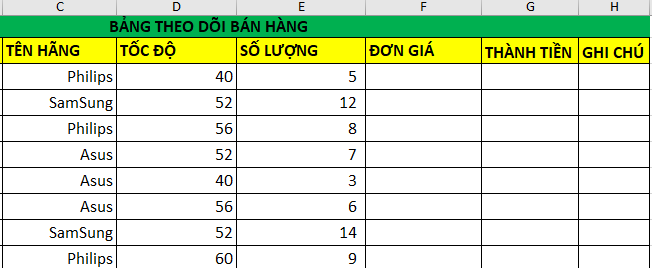 C D E F G H
BẢNG THEO DÕI BÁN HÀNG
TÊN HÃNG TỐC ĐỘ SỐ LƯỢNG ĐƠN GIÁ THÀNH TIỀN GHI CHÚ
Philips 40 5
SamSung 52 12
Philips 56 8
Asus 52 7
Asus 40 3
Asus 56 6
SamSung 52 14
Philips 60 9